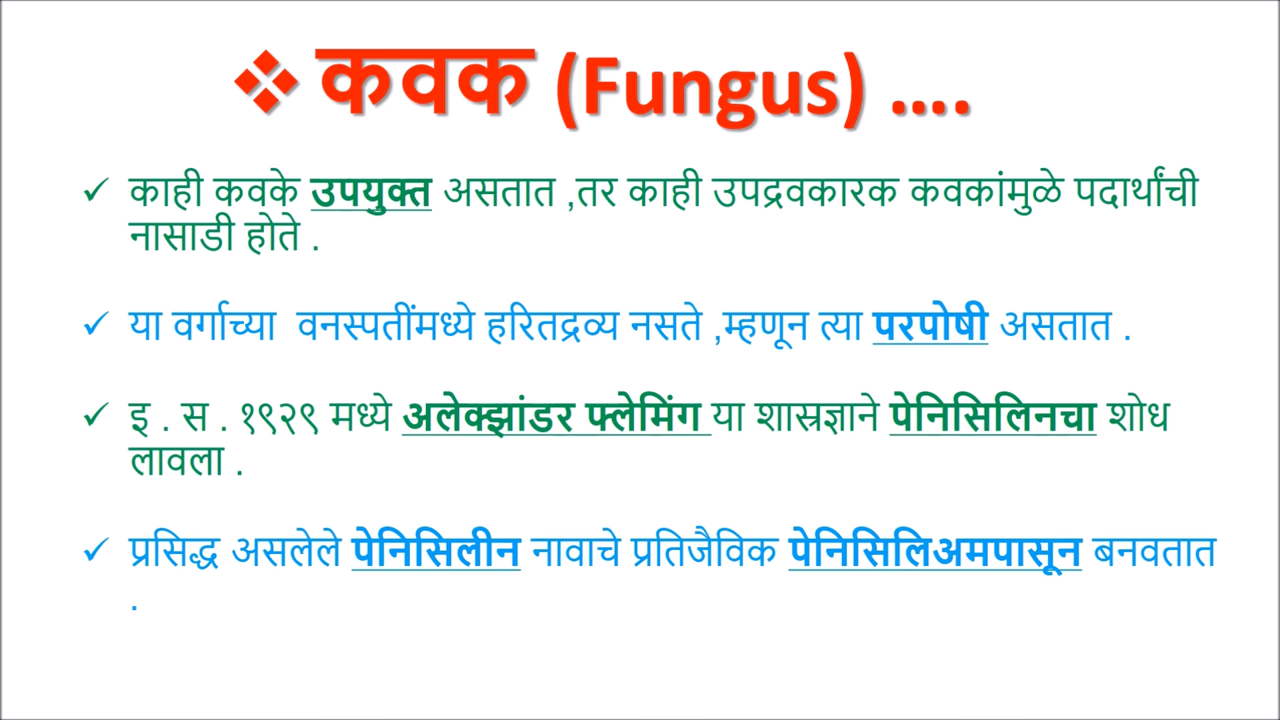 ❖ कवक (Fungus) ....
✓ काही कवके उपयुक्त असतात ,तर काही उपद्रवकारक कवकांमुळे पदार्थांची
नासाडी होते .
✓ या वर्गाच्या वनस्पतींमध्ये हरितद्रव्य नसते ,म्हणून त्या परपोषी असतात .
✓ इ . स . १९२९ मध्ये अलेक्झांडर फ्लेमिंग या शास्रज्ञाने पेनिसिलिनचा शोध
लावला .
✓ प्रसिद्ध असलेले पेनिसिलीन नावाचे प्रतिजैविक पेनिसिलिअमपासून बनवतात
.